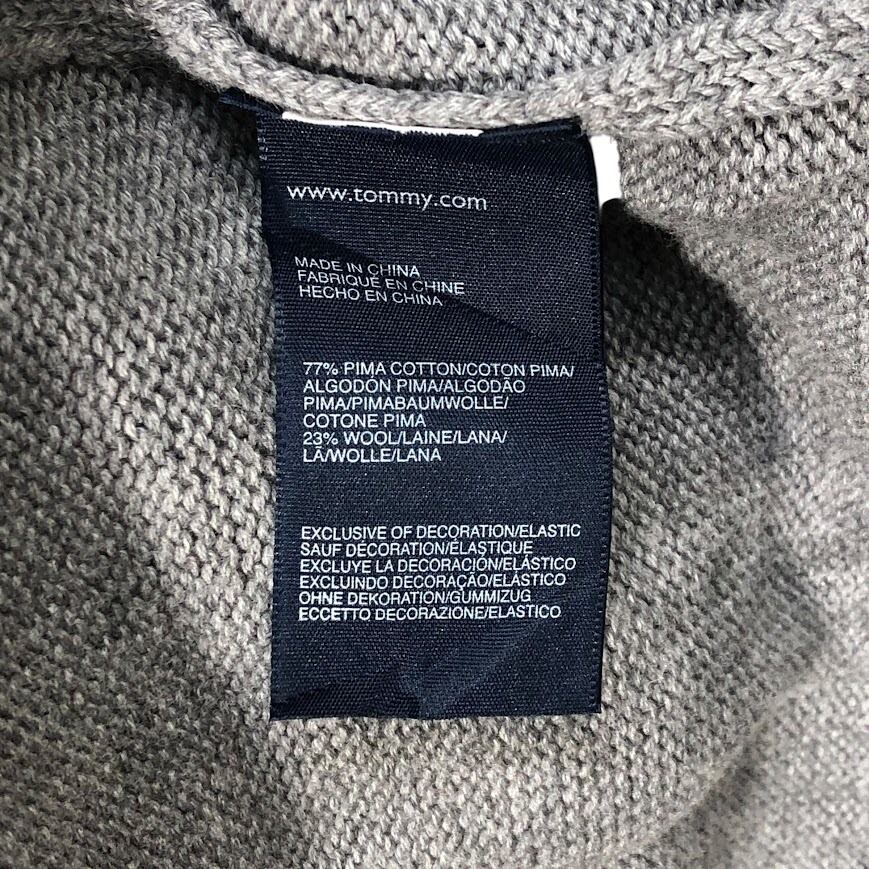 www.tommy.com
MADE IN CHINA
FABRIQUÉ EN CHINE
HECHO EN CHINA
77% PIMA COTTON/COTON PIMA/
ALGODÓN PIMA/ALGODÃO
PIMA/PIMABAUMWOLLE/
COTONE PIMA
23% WOOL/LAINE/LANA/
LÃ/WOLLE/LANA
EXCLUSIVE OF DECORATION/ELASTIC
SAUF DÉCORATION/ÉLASTIQUE
EXCLUYE LA DECORACIÓN/ELÁSTICO
EXCLUINDO DECORAÇÃO/ELÁSTICO
OHNE DEKORATION/GUMMIZUG
ECCETTO DECORAZIONE/ELASTICO